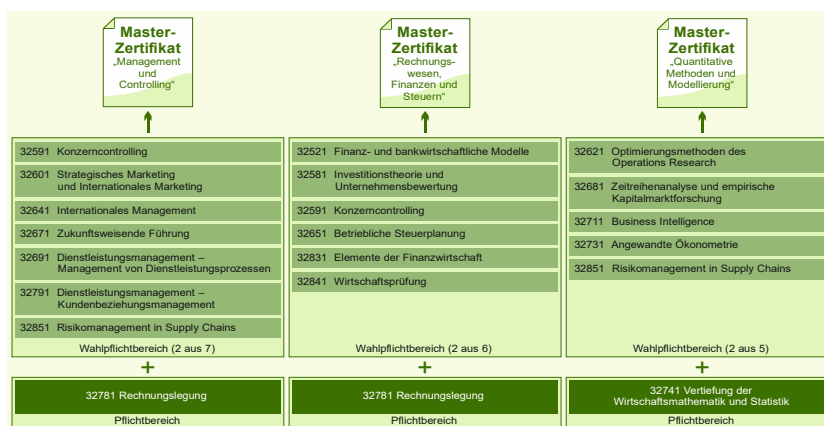 Master-
Zertifikat
„Management
und
Controlling“
32591 Konzerncontrolling
32601 Strategisches Marketing
und Internationales Marketing
32641 Internationales Management
32671 Zukunftsweisende Führung
32691 Dienstleistungsmanagement –
Management von Dienstleistungsprozessen
32791 Dienstleistungsmanagement –
Kundenbeziehungsmanagement
32851 Risikomanagement in Supply Chains
Wahlpflichtbereich (2 aus 7)
+
32781 Rechnungslegung
Pflichtbereich
Master-
Zertifikat
„Rechnungs-
wesen,
Finanzen und
Steuern“
32521 Finanz- und bankwirtschaftliche Modelle
32581 Investitionstheorie und
Unternehmensbewertung
32591 Konzerncontrolling
32651 Betriebliche Steuerplanung
32831 Elemente der Finanzwirtschaft
32841 Wirtschaftsprüfung
Wahlpflichtbereich (2 aus 6)
+
32781 Rechnungslegung
Pflichtbereich
Master-
Zertifikat
„Quantitative
Methoden und
Modellierung“
32621 Optimierungsmethoden des
Operations Research
32681 Zeitreihenanalyse und empirische
Kapitalmarktforschung
32711 Business Intelligence
32731 Angewandte Ökonometrie
32851 Risikomanagement in Supply Chains
Wahlpflichtbereich (2 aus 5)
+
32741 Vertiefung der
Wirtschaftsmathematik und Statistik
Pflichtbereich